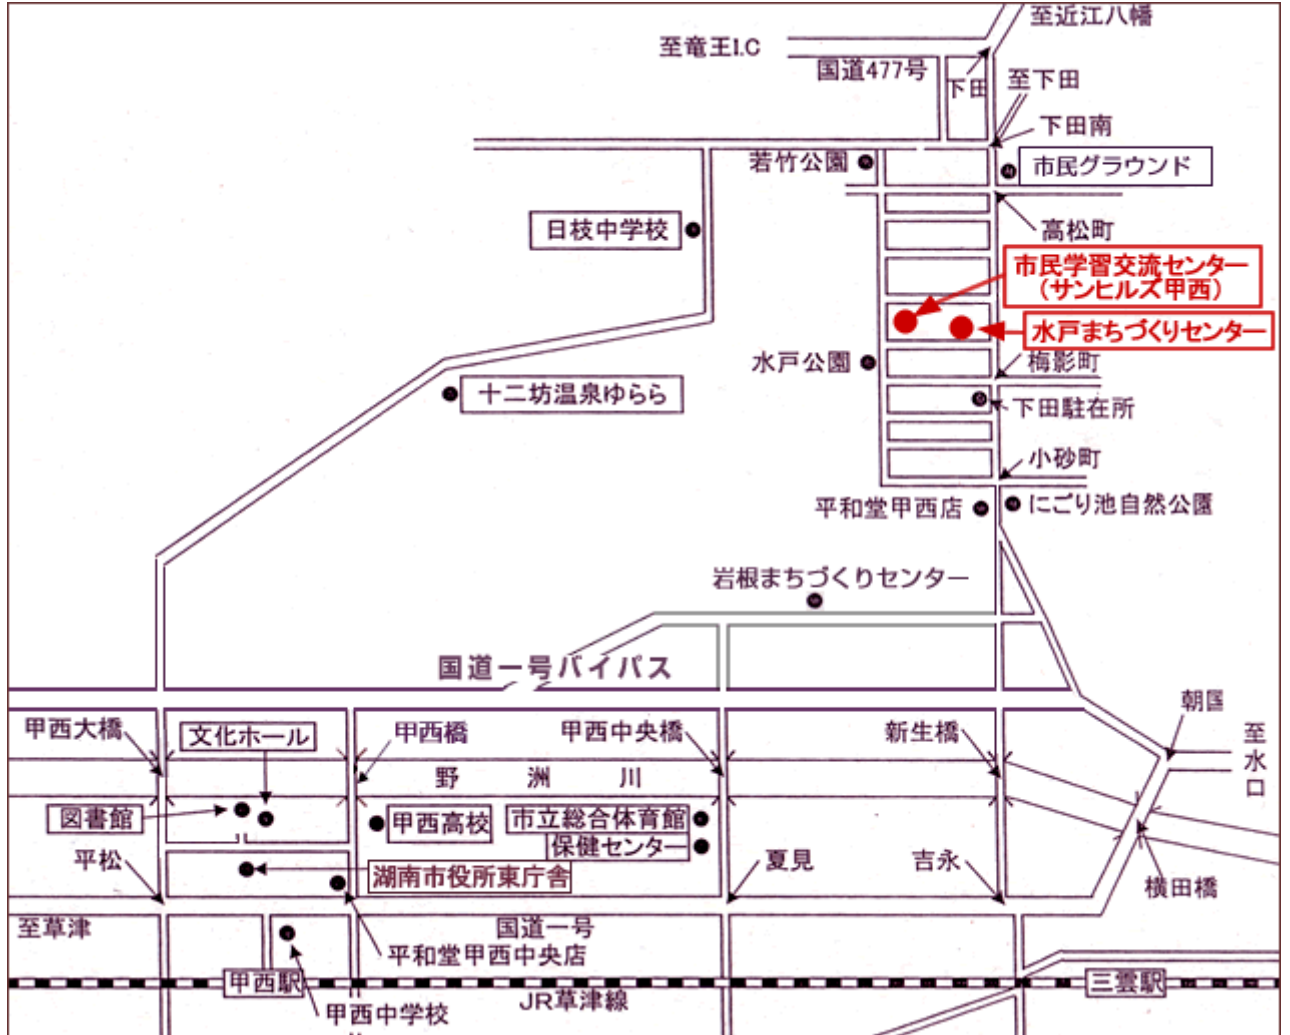 至近江八幡
至竜王I.C
国道477号
下田
至下田
下田南
若竹公園
市民グラウンド
日枝中学校
高松町
市民学習交流センター
(サンヒルズ甲西)
水戸まちづくりセンター
水戸公園
梅影町
十二坊温泉ゆらら
下田駐在所
小砂町
平和堂甲西店
にごり池自然公園
岩根まちづくりセンター
国道一号バイパス
朝国
甲西大橋
文化ホール
甲西橋
甲西中央橋
新生橋
至水口
野洲川
図書館
甲西高校
市立総合体育館
保健センター
平松
夏見
吉永
湖南市役所東庁舎
横田橋
至草津
国道一号
平和堂甲西中央店
甲西駅
三雲駅
JR草津線
甲西中学校